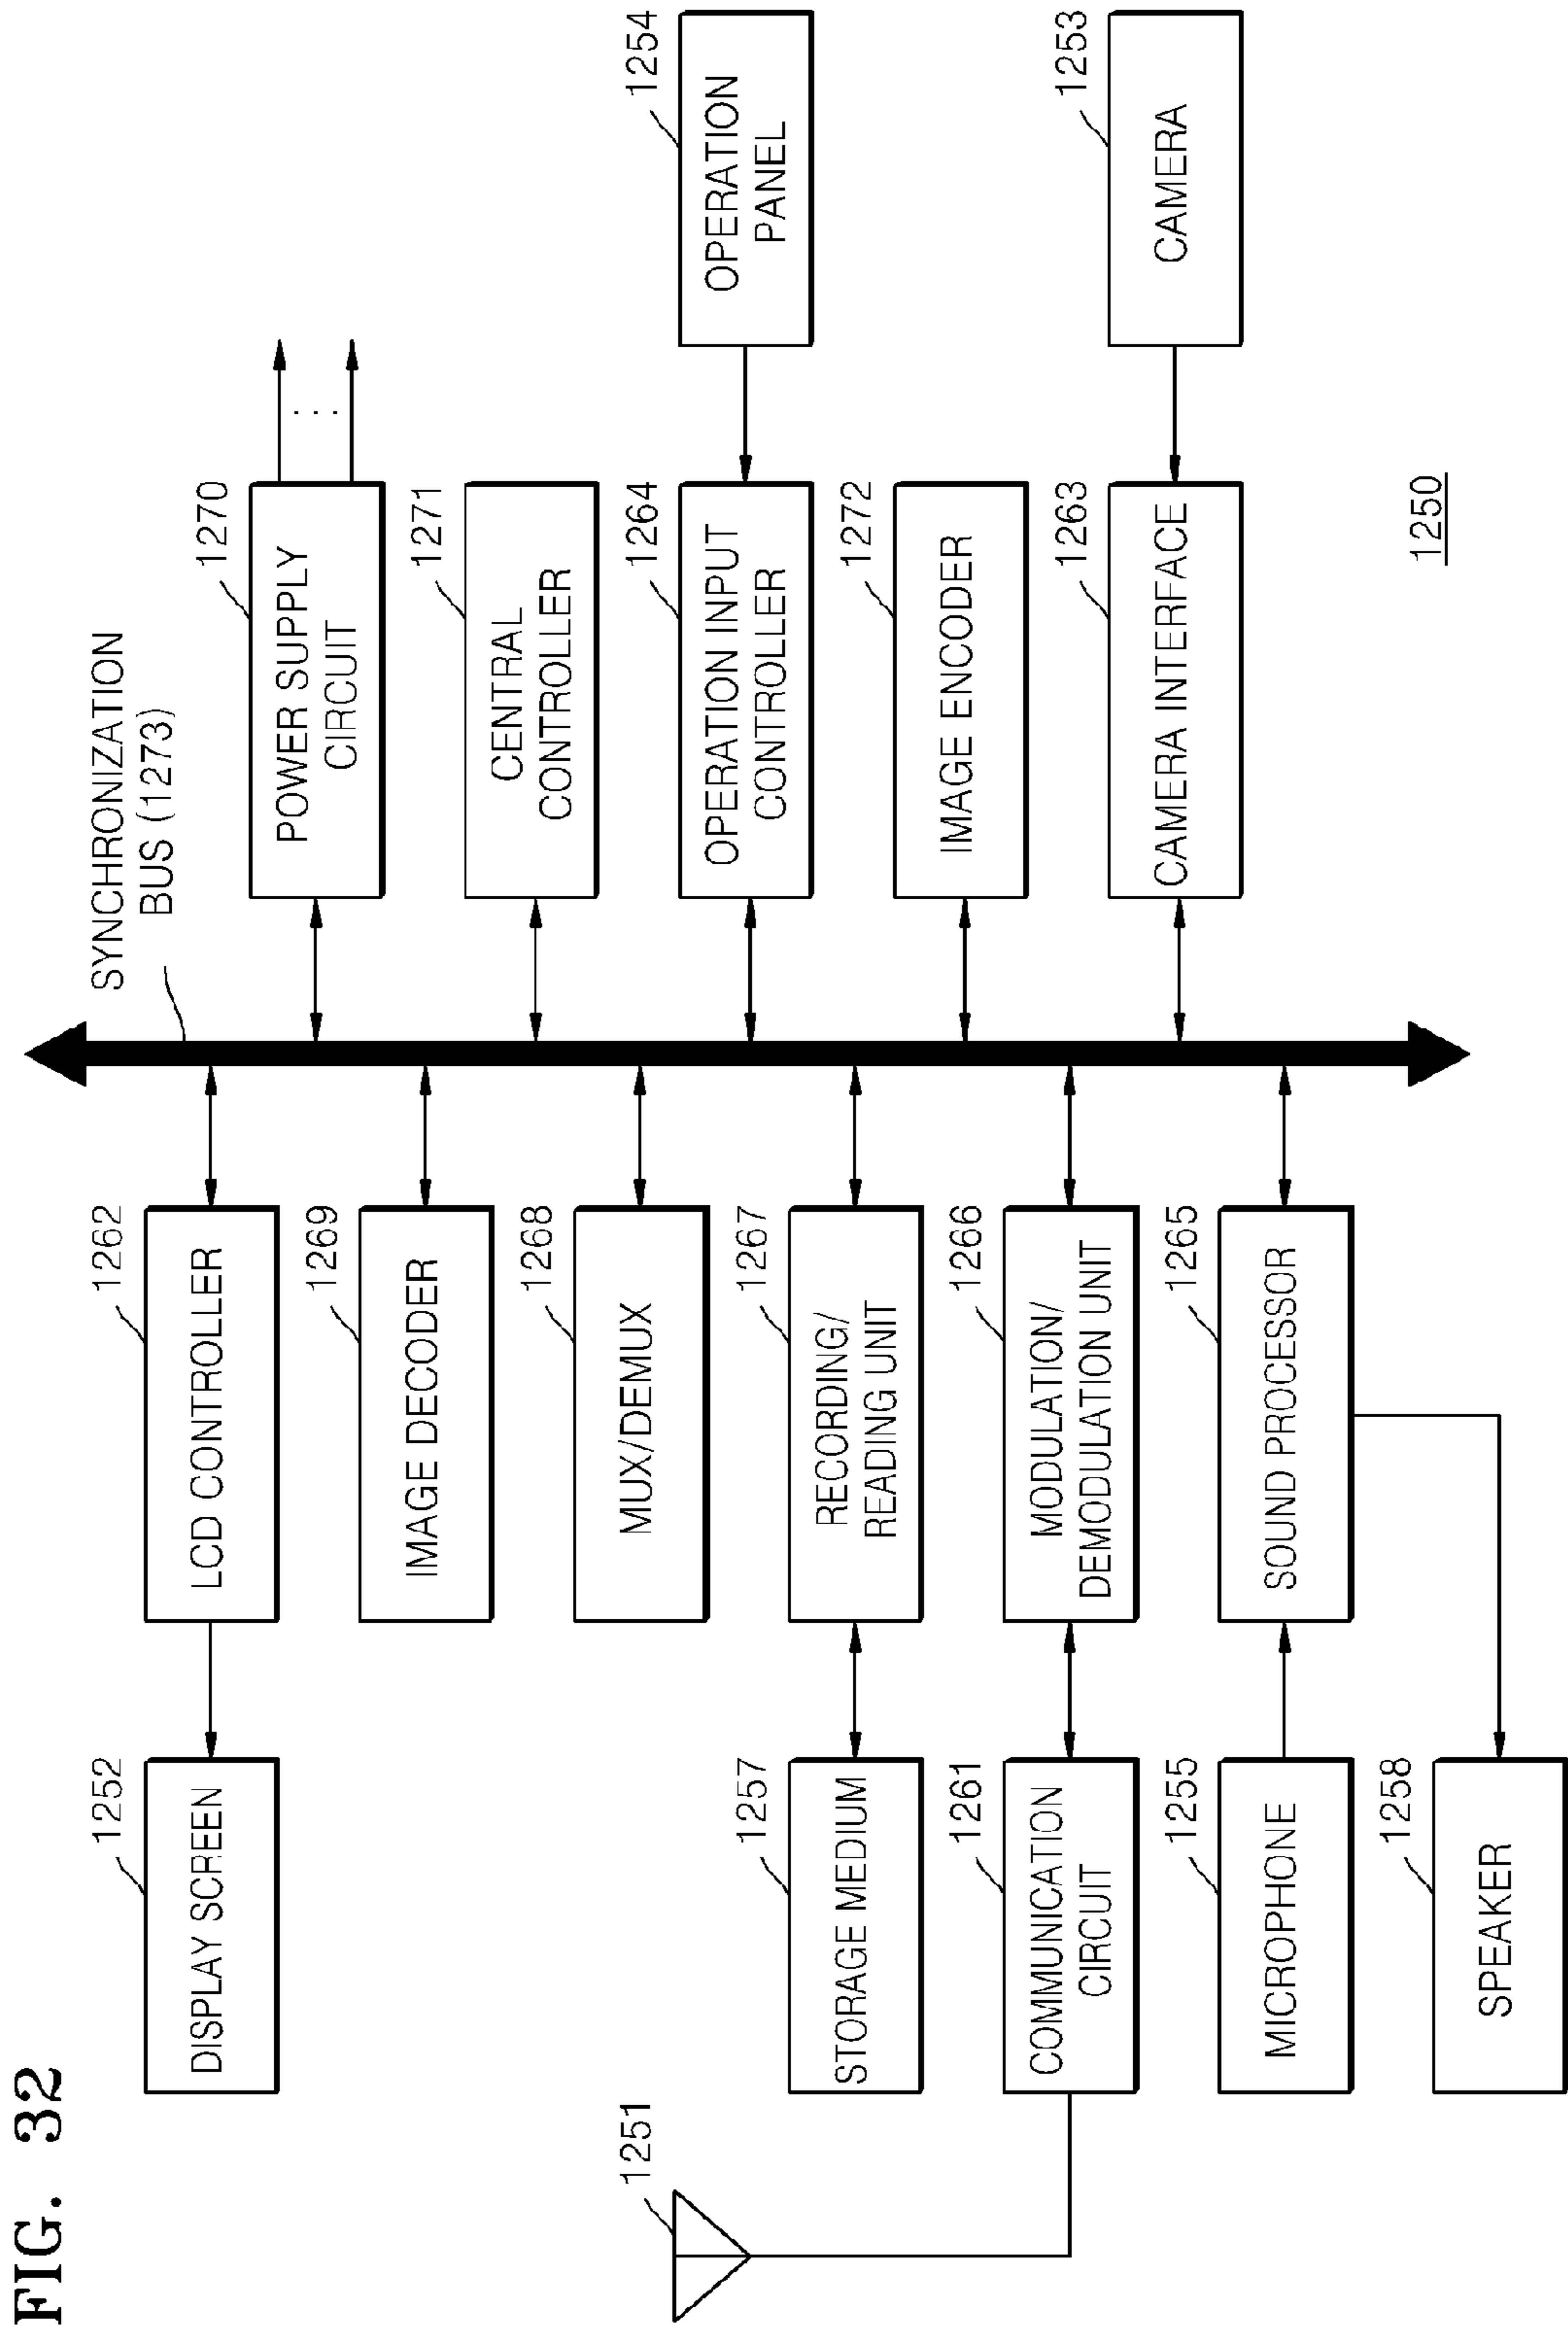 FIG. 32
1252
DISPLAY SCREEN
1262
LCD CONTROLLER
SYNCHRONIZATION
BUS (1273)
1270
POWER SUPPLY
CIRCUIT
1269
IMAGE DECODER
1271
CENTRAL
CONTROLLER
1251
1268
MUX/DEMUX
1264
OPERATION INPUT
CONTROLLER
1254
OPERATION
PANEL
1257
STORAGE MEDIUM
1267
RECORDING/
READING UNIT
1272
IMAGE ENCODER
1261
COMMUNICATION
CIRCUIT
1266
MODULATION/
DEMODULATION UNIT
1263
CAMERA INTERFACE
1253
CAMERA
1255
MICROPHONE
1265
SOUND PROCESSOR
1258
SPEAKER
1250